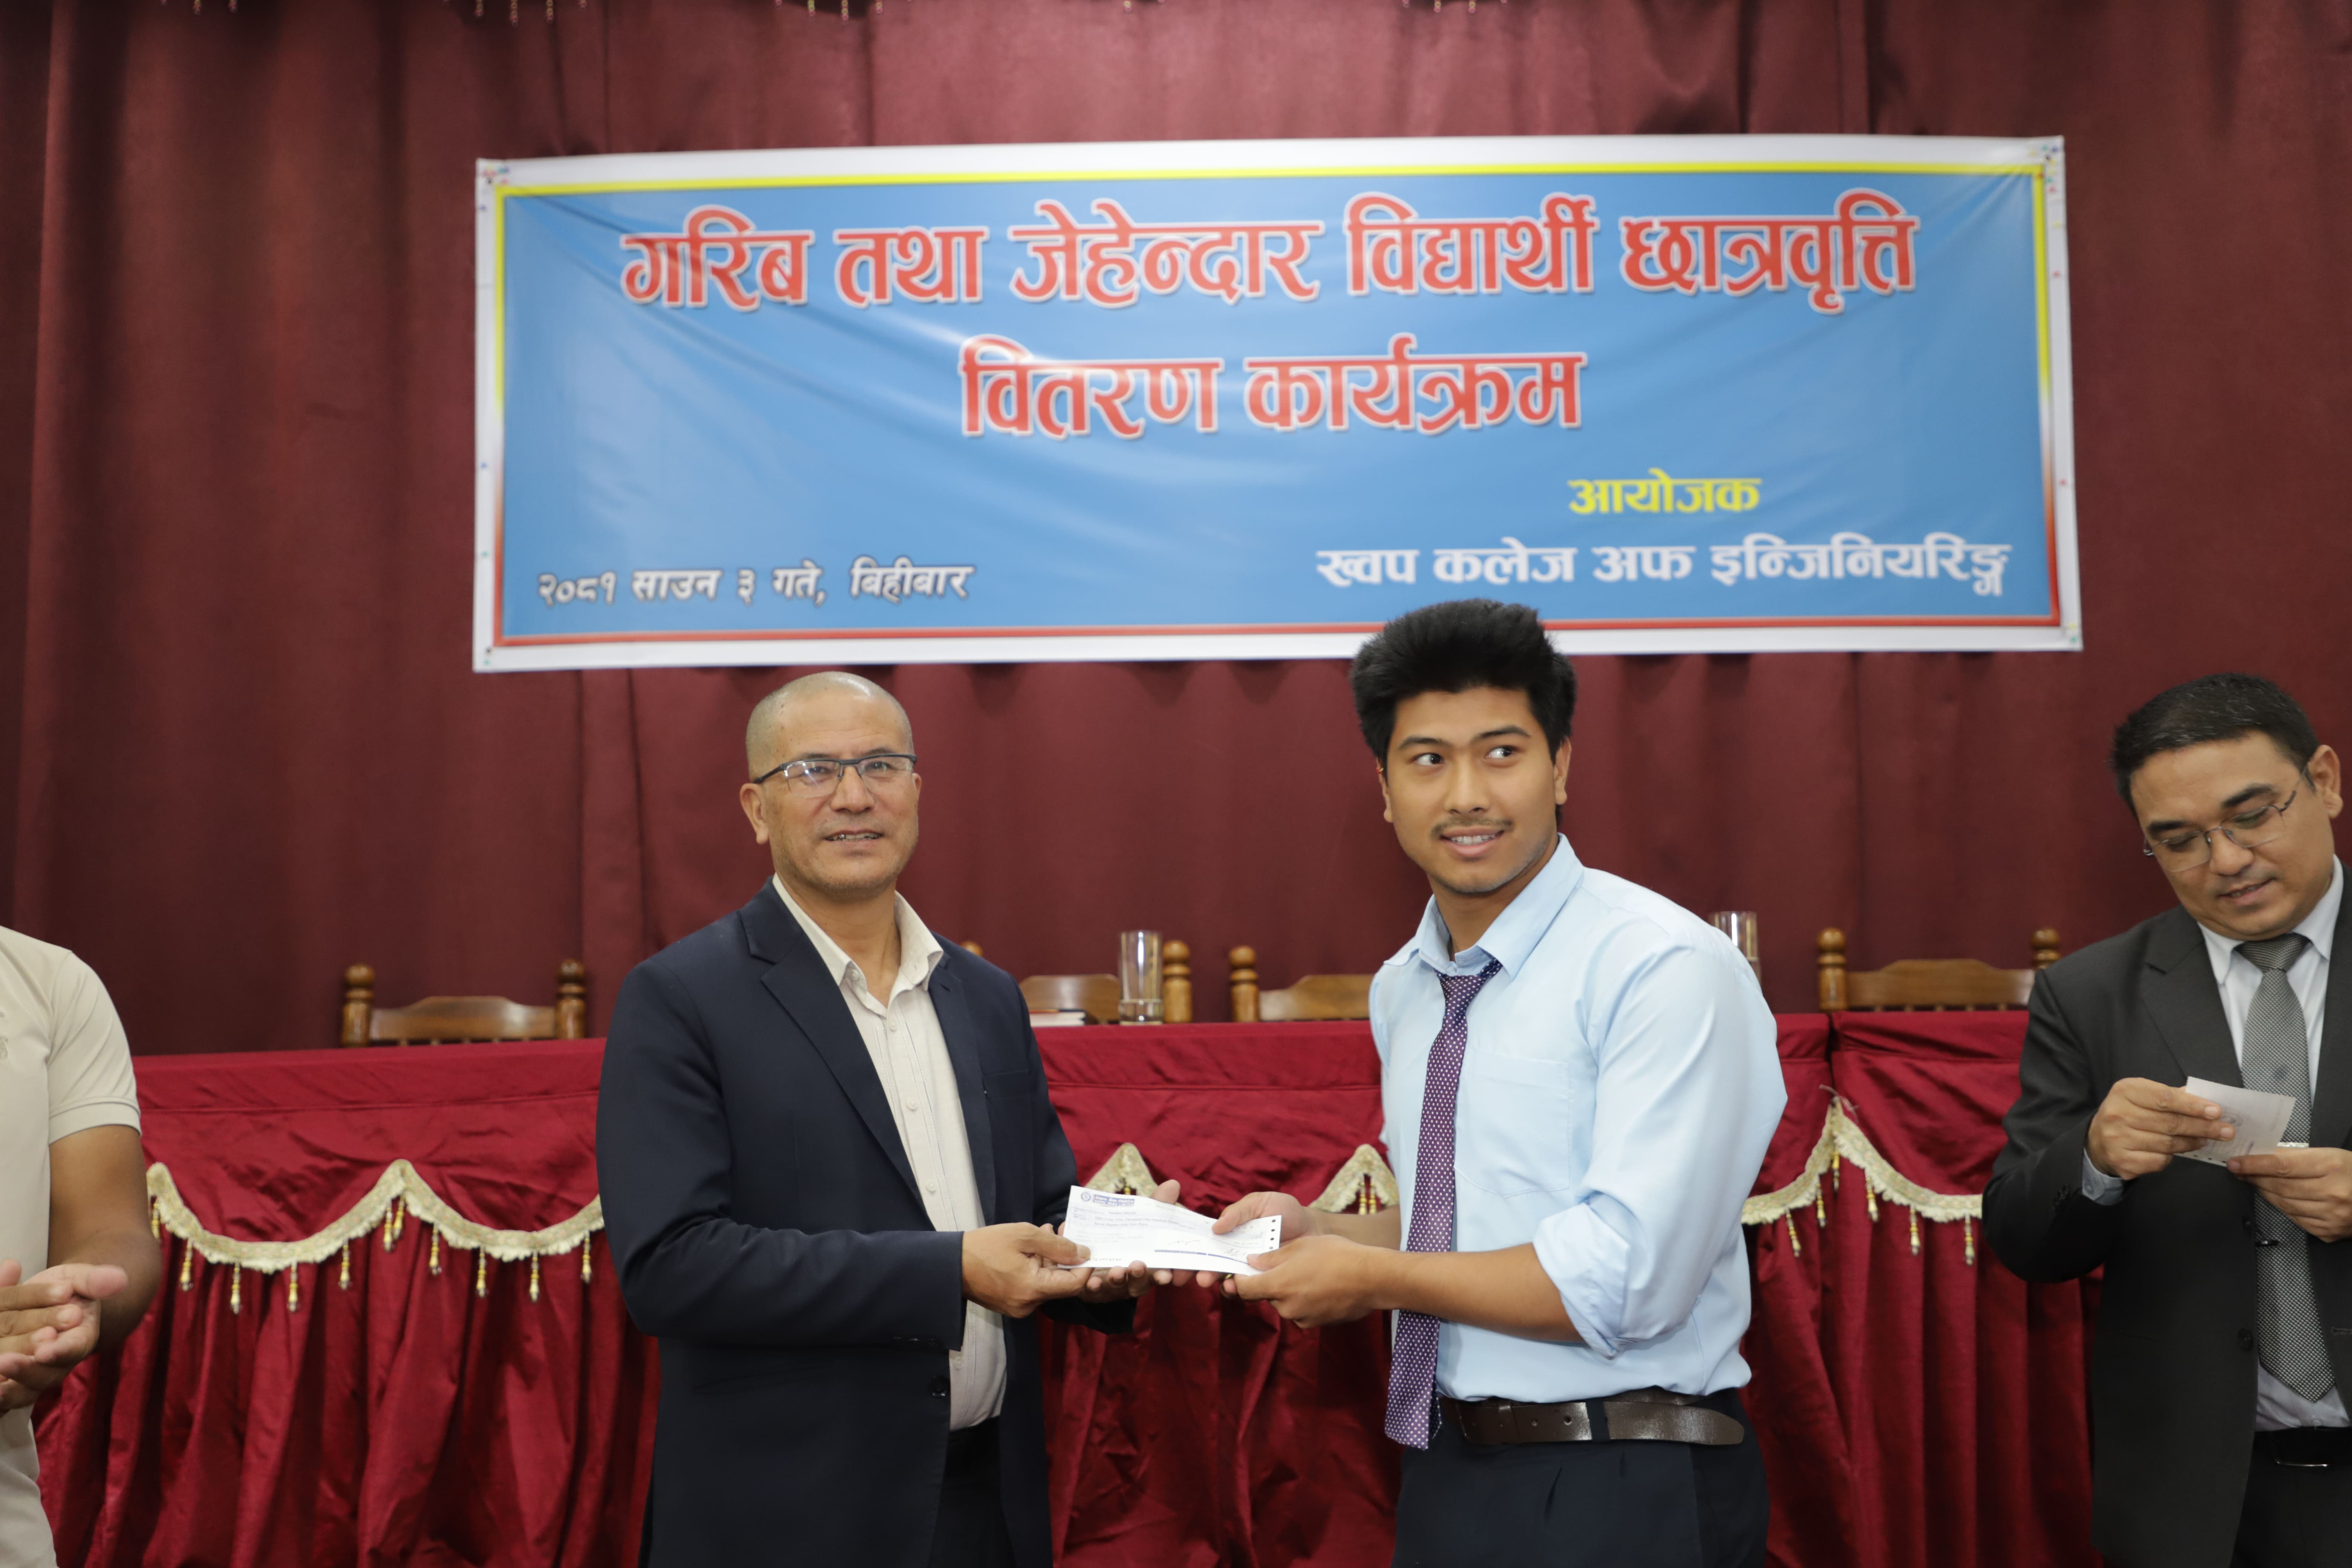 गरिब तथा जेहेन्दार विद्यार्थी छात्रवृत्ति
वितरण कार्यक्रम
आयोजक
ख्वप कलेज अफ इन्जिनियरिङ्ग
२०८१ साउन ३ गते, बिहीबार